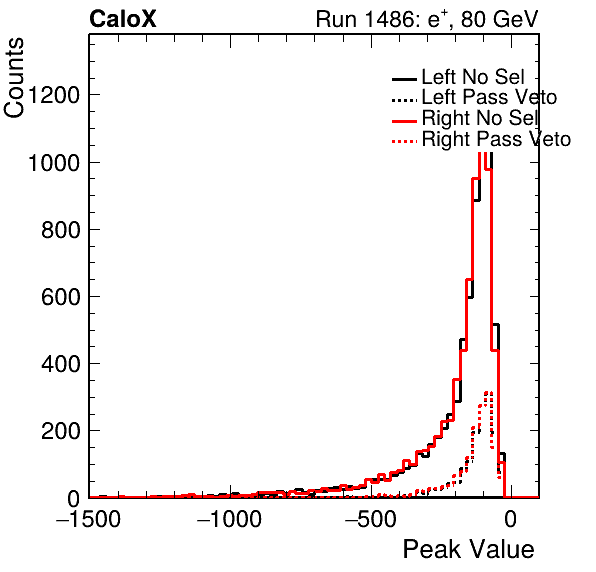 CaloX Run 1486: e+, 80 GeV
Counts
Left No Sel
Left Pass Veto
Right No Sel
Right Pass Veto
1200
1000
800
600
400
200
0
−1500 −1000 −500 0
Peak Value